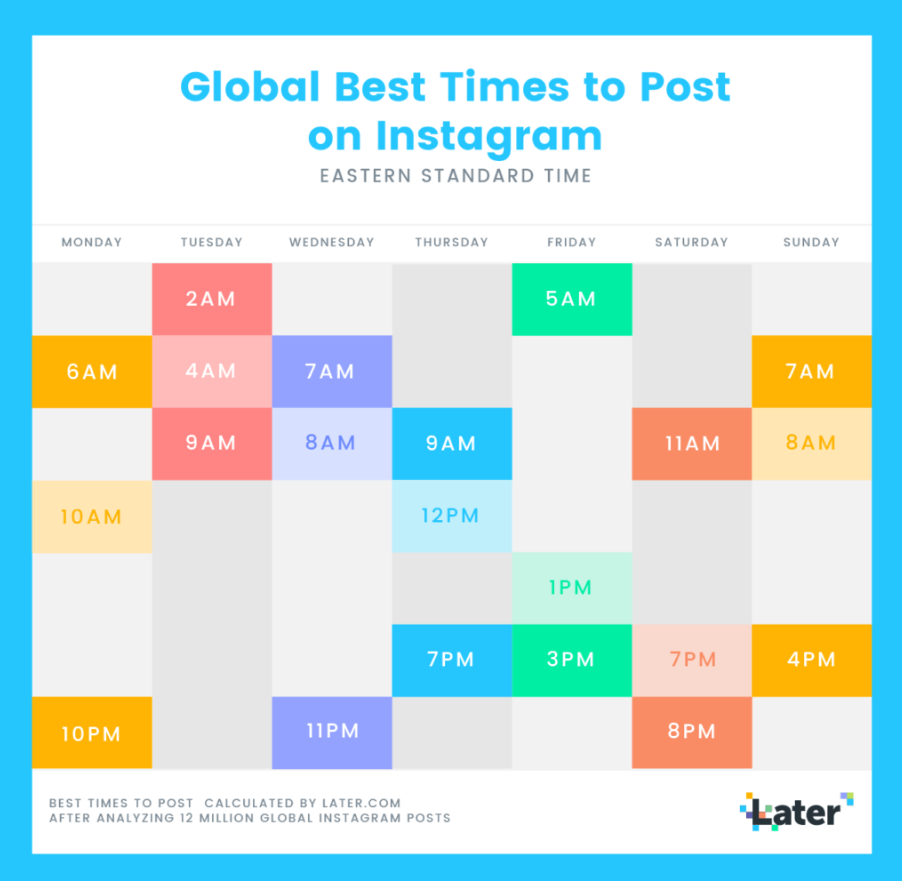 Global Best Times to Post
on Instagram
EASTERN STANDARD TIME
MONDAY TUESDAY WEDNESDAY THURSDAY FRIDAY SATURDAY SUNDAY
2AM 5AM
6AM 4AM 7AM 7AM
9AM 8AM 9AM 11AM 8AM
10AM 12PM
1PM
7PM 3PM 7PM 4PM
10PM 11PM 8PM
BEST TIMES TO POST CALCULATED BY LATER.COM
AFTER ANALYZING 12 MILLION GLOBAL INSTAGRAM POSTS
Later